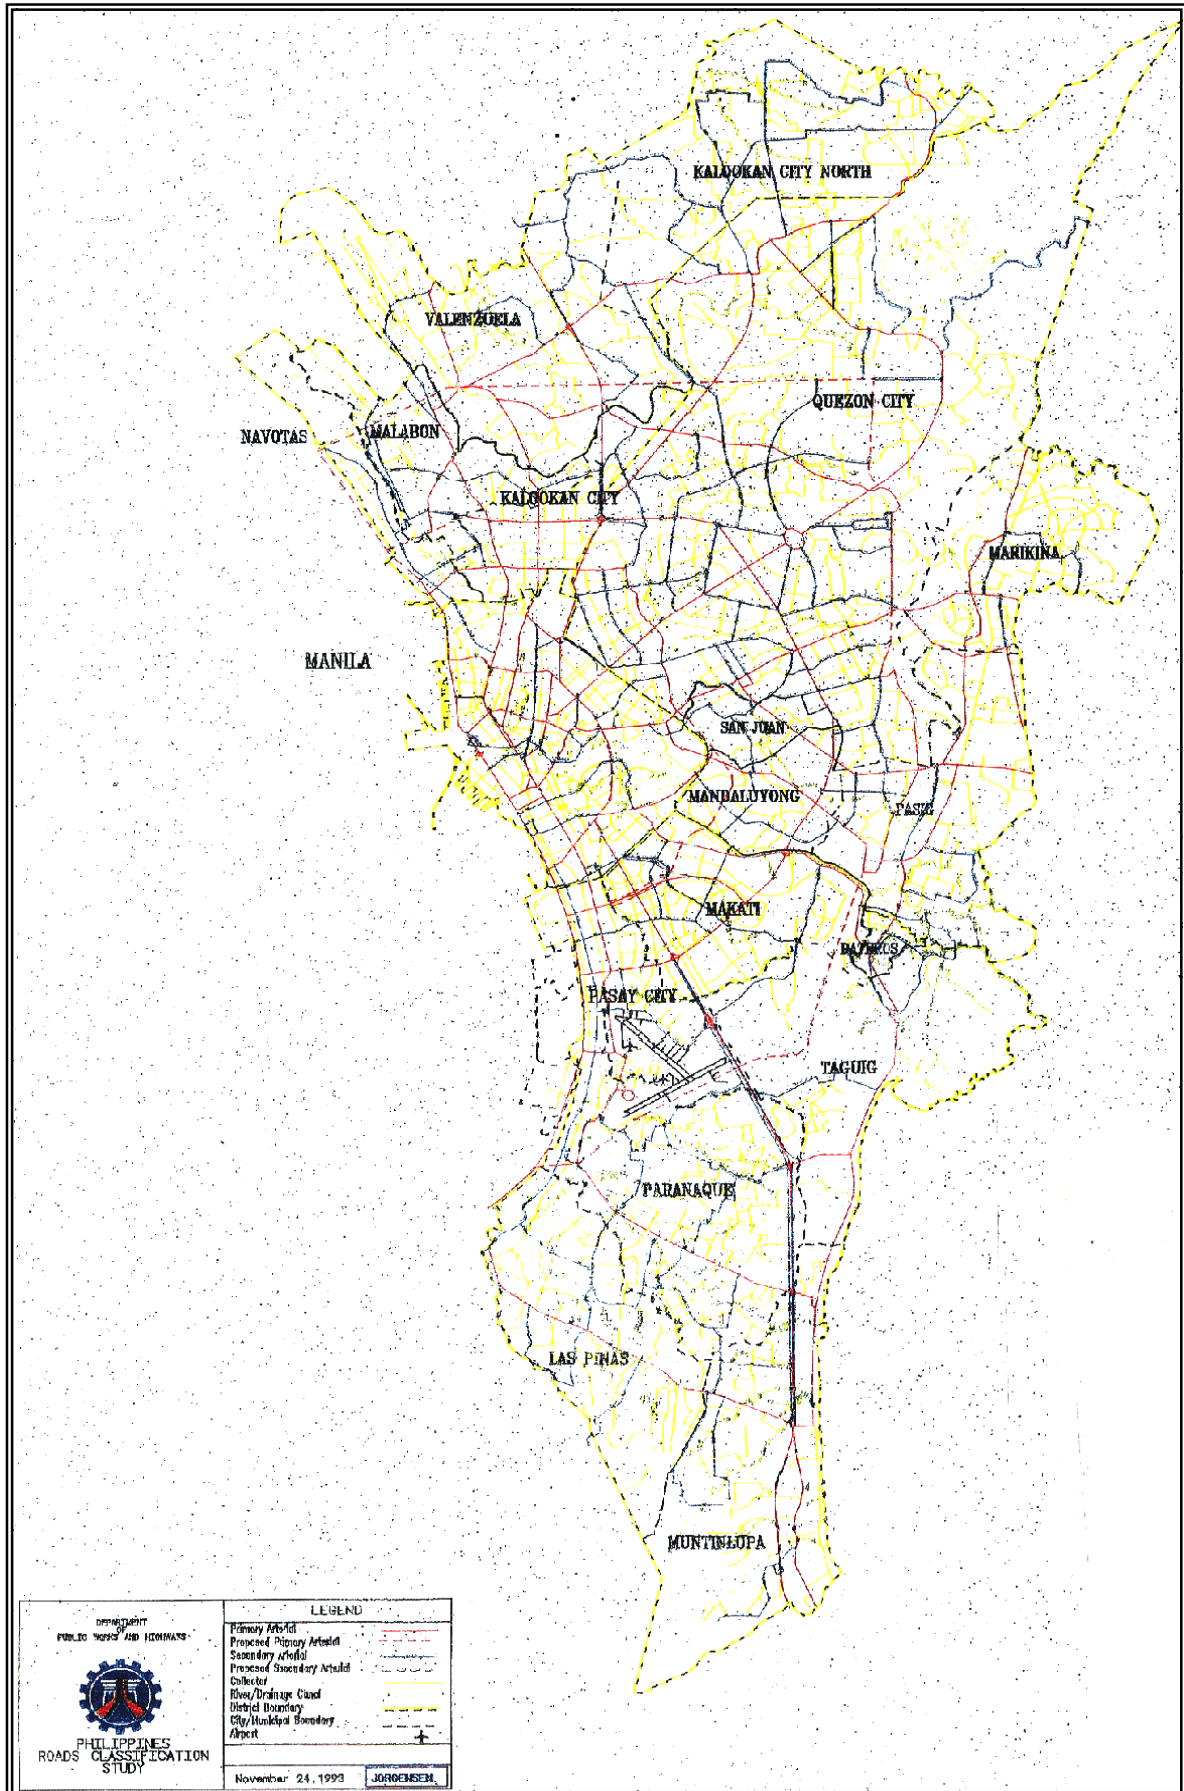 KALOOKAN CITY NORTH
VALENZUELA
QUEZON CITY
NAVOTAS
MALABON
KALOOKAN CITY
MARIKINA
MANILA
SAN JUAN
MANDALUYONG
PASIG
MAKATI
PATEROS
PASAY CITY
TAGUIG
PARANAQUE
LAS PINAS
MUNTINLUPA
DEPARTMENT
OF
PUBLIC WORKS AND HIGHWAYS
PHILIPPINES
ROADS CLASSIFICATION
STUDY
LEGEND
Primary Arterial
Proposed Primary Arterial
Secondary Arterial
Proposed Secondary Arterial
Collector
River/Drainage Canal
District Boundary
City/Municipal Boundary
Airport
November 24, 1993
JORGENSEN